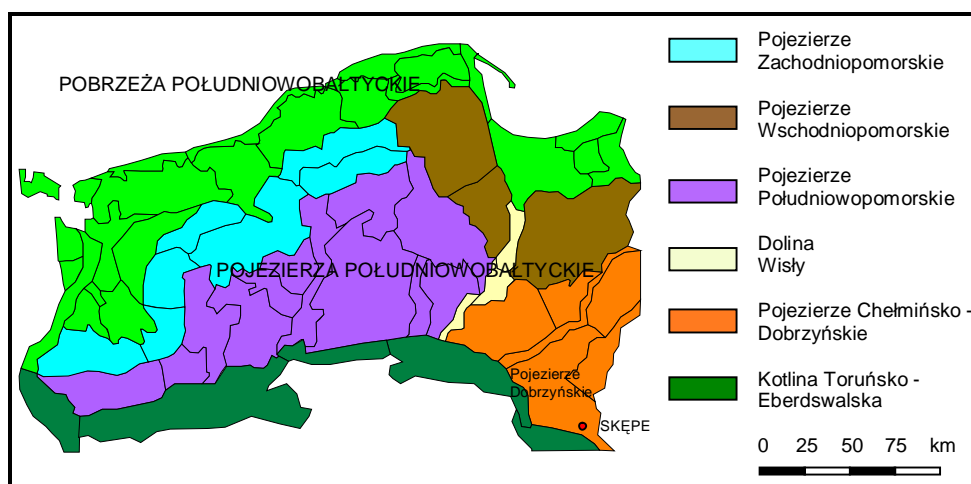 POBRZEŻA POŁUDNIOWOBAŁTYCKIE
POJEZIERZA POŁUDNIOWOBAŁTYCKIE
Pojezierze
Dobrzyńskie
SKĘPE
Pojezierze
Zachodniopomorskie
Pojezierze
Wschodniopomorskie
Pojezierze
Południowopomorskie
Dolina
Wisły
Pojezierze Chełmińsko -
Dobrzyńskie
Kotlina Toruńsko -
Eberdswalska
0 25 50 75 km